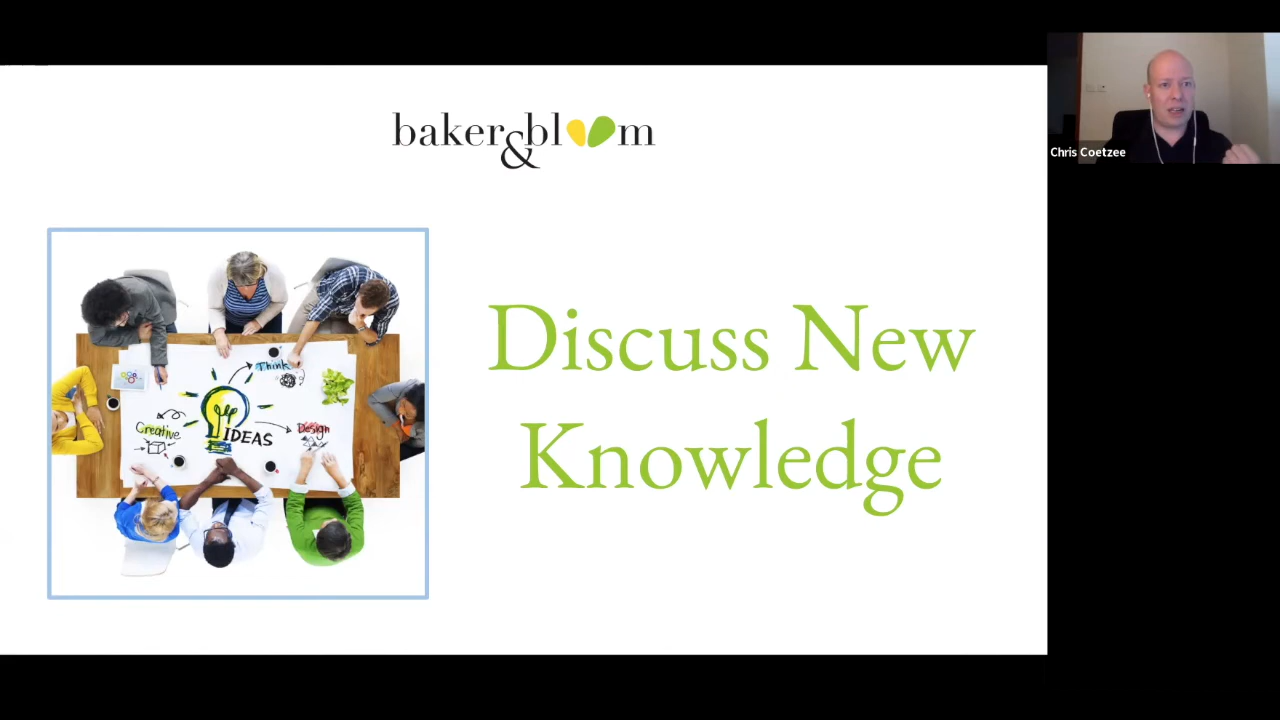 baker&bloom
Chris Coetzee
Think
Creative
IDEAS
Design
Discuss New
Knowledge